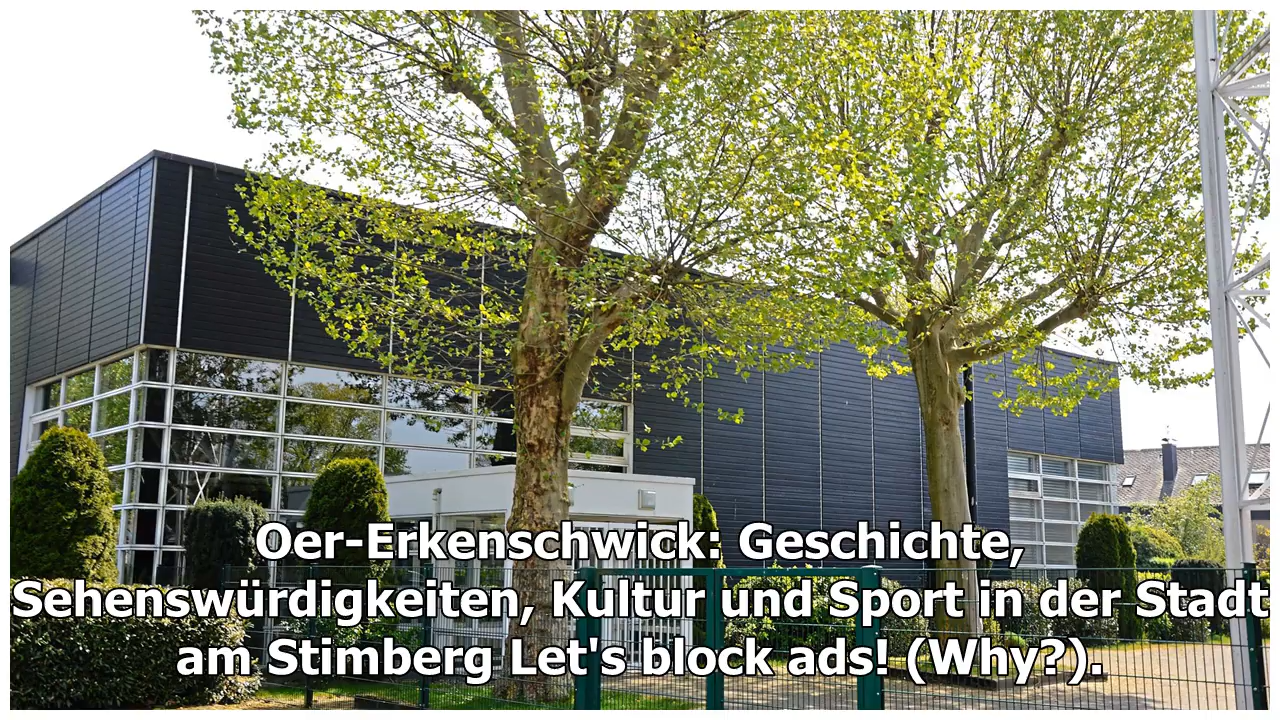 Oer-Erkenschwick: Geschichte,
Sehenswürdigkeiten, Kultur und Sport in der Stadt
am Stimberg Let's block ads! (Why?).